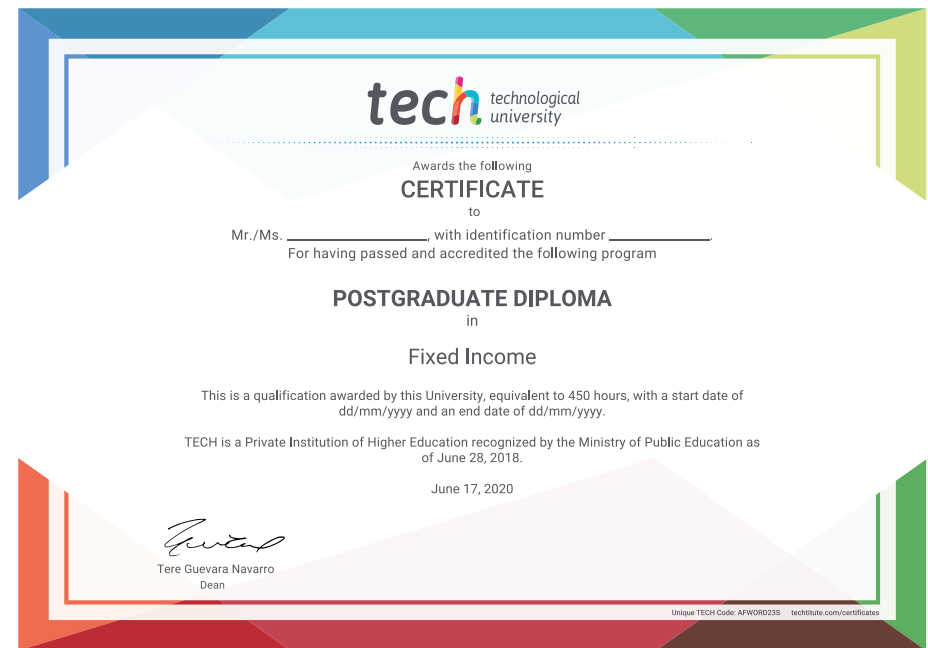 tech technological
university
Awards the following
CERTIFICATE
to
Mr./Ms. ____________, with identification number ____________.
For having passed and accredited the following program
POSTGRADUATE DIPLOMA
in
Fixed Income
This is a qualification awarded by this University, equivalent to 450 hours, with a start date of
dd/mm/yyyy and an end date of dd/mm/yyyy.
TECH is a Private Institution of Higher Education recognized by the Ministry of Public Education as
of June 28, 2018.
June 17, 2020
Tere Guevara Navarro
Dean
Unique TECH Code: AFWORD23S techtitute.com/certificates